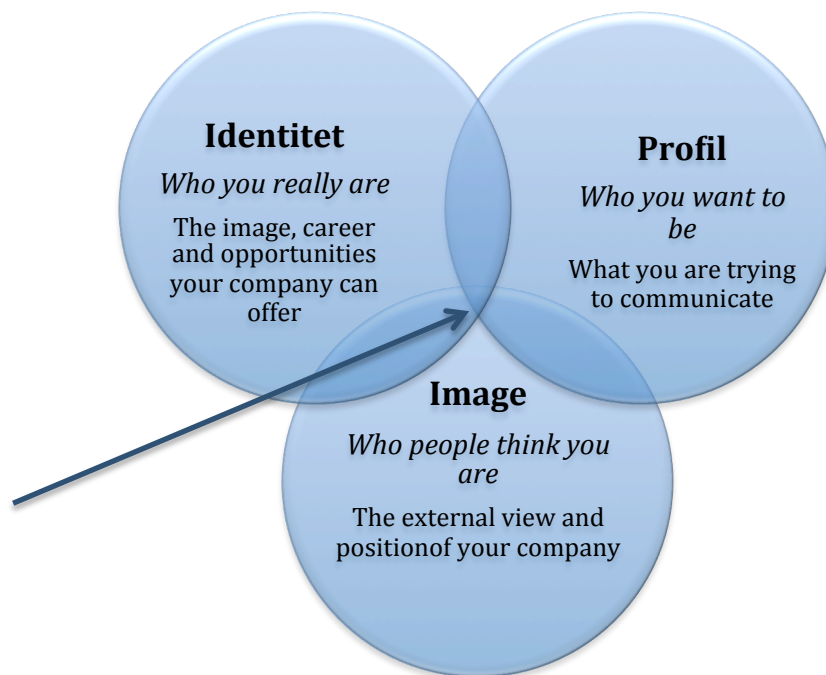 Identitet
Who you really are
The image, career
and opportunities
your company can
offer
Profil
Who you want to
be
What you are trying
to communicate
Image
Who people think you
are
The external view and
positionof your company